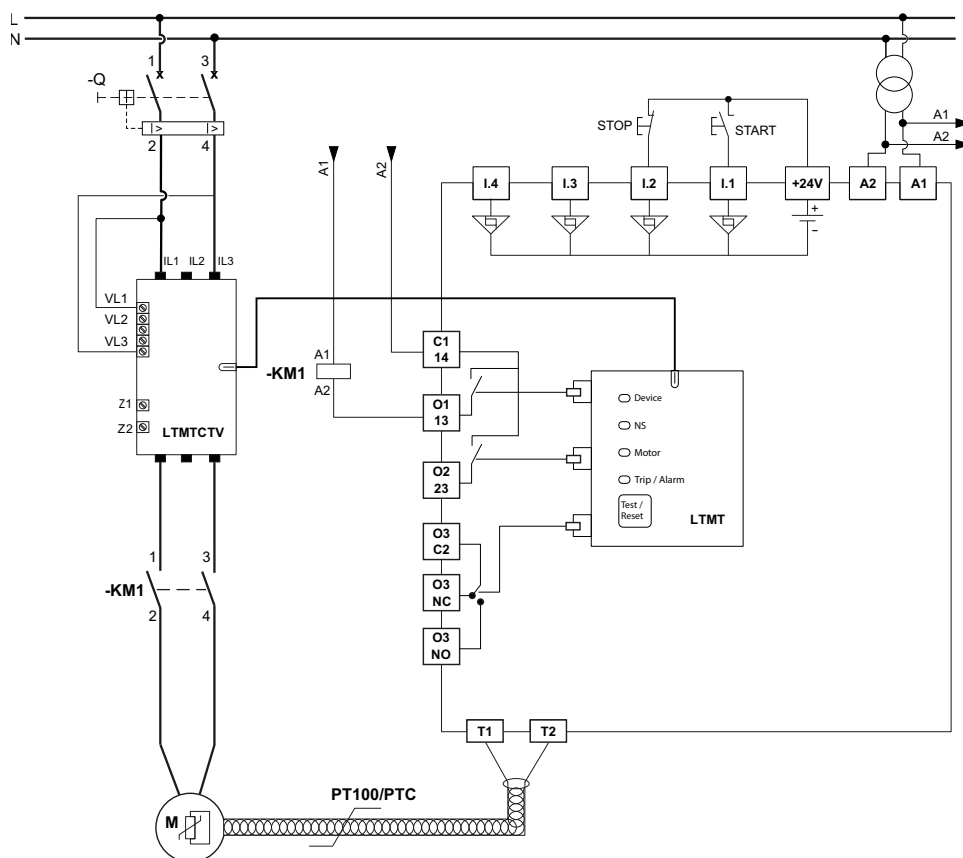 L
N
1 3
-Q
|> |>
2 4
A1
A2
A1
A2
STOP
START
I.4 I.3 I.2 I.1 +24V A2 A1
+
−
IL1 IL2 IL3
VL1
VL2
VL3
Z1
Z2
LTMTCTV
-KM1
A1
A2
C1
14
O1
13
O2
23
O3
C2
O3
NC
O3
NO
Device
NS
Motor
Trip / Alarm
Test /
Reset
LTMT
1 3
-KM1
2 4
T1 T2
PT100/PTC
M